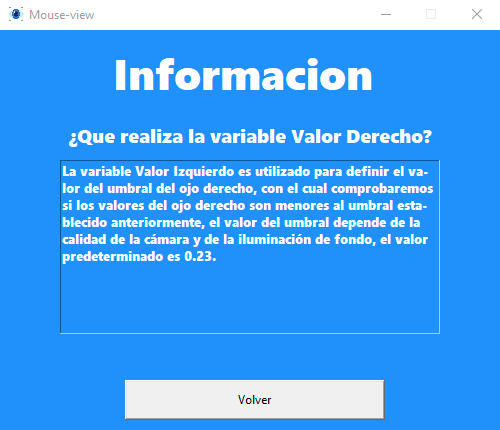 Mouse-view
Informacion
¿Que realiza la variable Valor Derecho?
La variable Valor Izquierdo es utilizado para definir el va-
lor del umbral del ojo derecho, con el cual comprobaremos
si los valores del ojo derecho son menores al umbral esta-
blecido anteriormente, el valor del umbral depende de la
calidad de la cámara y de la iluminación de fondo, el valor
predeterminado es 0.23.
Volver